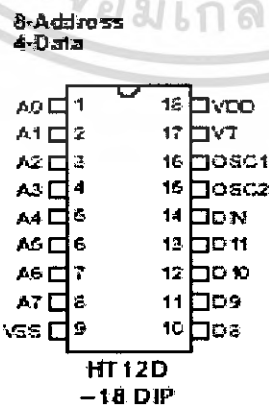 8-Address
4-Data
A0 1 18 VDD
A1 2 17 VT
A2 3 16 OSC1
A3 4 15 OSC2
A4 5 14 DIN
A5 6 13 D11
A6 7 12 D10
A7 8 11 D9
VSS 9 10 D8
HT12D
–18 DIP